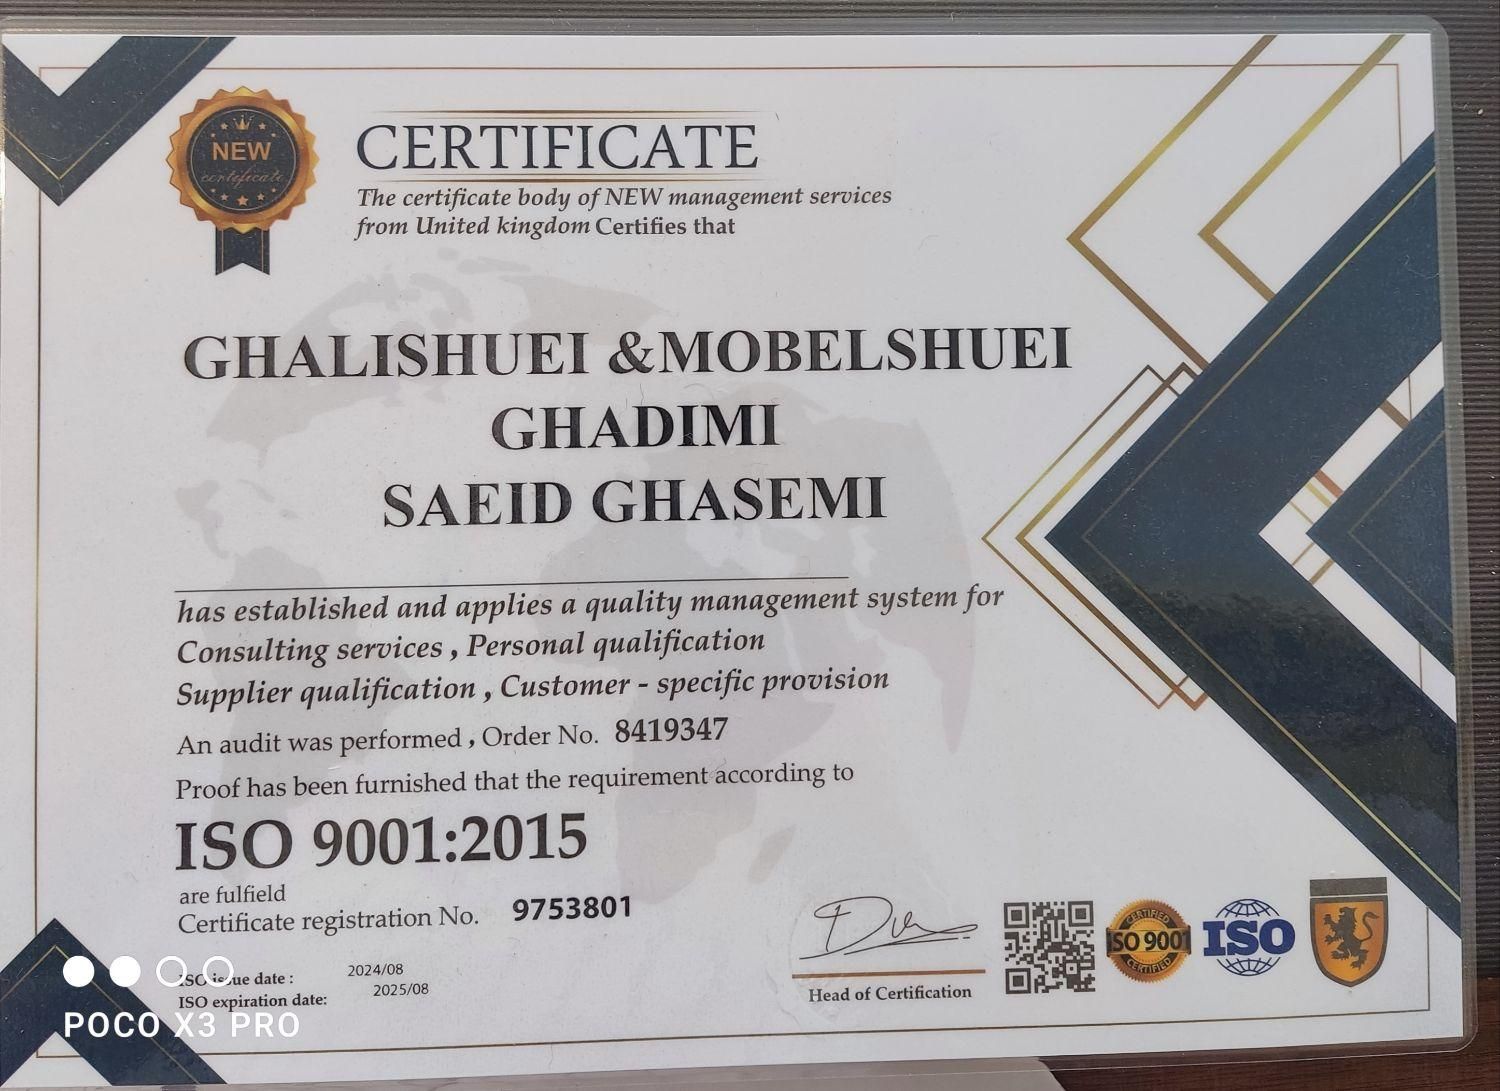 NEW
certificate
CERTIFICATE
The certificate body of NEW management services
from United kingdom Certifies that
GHALISHUEI &MOBELSHUEI
GHADIMI
SAEID GHASEMI
has established and applies a quality management system for
Consulting services , Personal qualification
Supplier qualification , Customer - specific provision
An audit was performed , Order No. 8419347
Proof has been furnished that the requirement according to
ISO 9001:2015
are fulfield
Certificate registration No. 9753801
ISO issue date : 2024/08
ISO expiration date: 2025/08
Head of Certification
CERTIFIED
ISO 9001
CERTIFIED
ISO
POCO X3 PRO